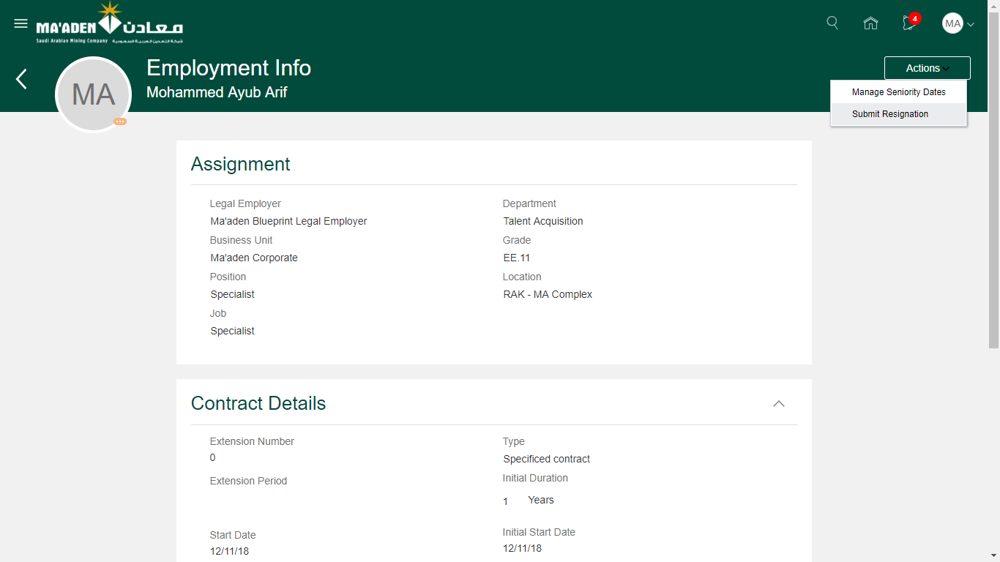 MA'ADEN معادن
Saudi Arabian Mining Company شركة التعدين العربية السعودية
4
MA
Employment Info
Mohammed Ayub Arif
MA
Actions
Manage Seniority Dates
Submit Resignation
Assignment
Legal Employer
Ma'aden Blueprint Legal Employer
Department
Talent Acquisition
Business Unit
Ma'aden Corporate
Grade
EE.11
Position
Specialist
Location
RAK - MA Complex
Job
Specialist
Contract Details
Extension Number
0
Type
Specificed contract
Extension Period
Initial Duration
1 Years
Start Date
12/11/18
Initial Start Date
12/11/18